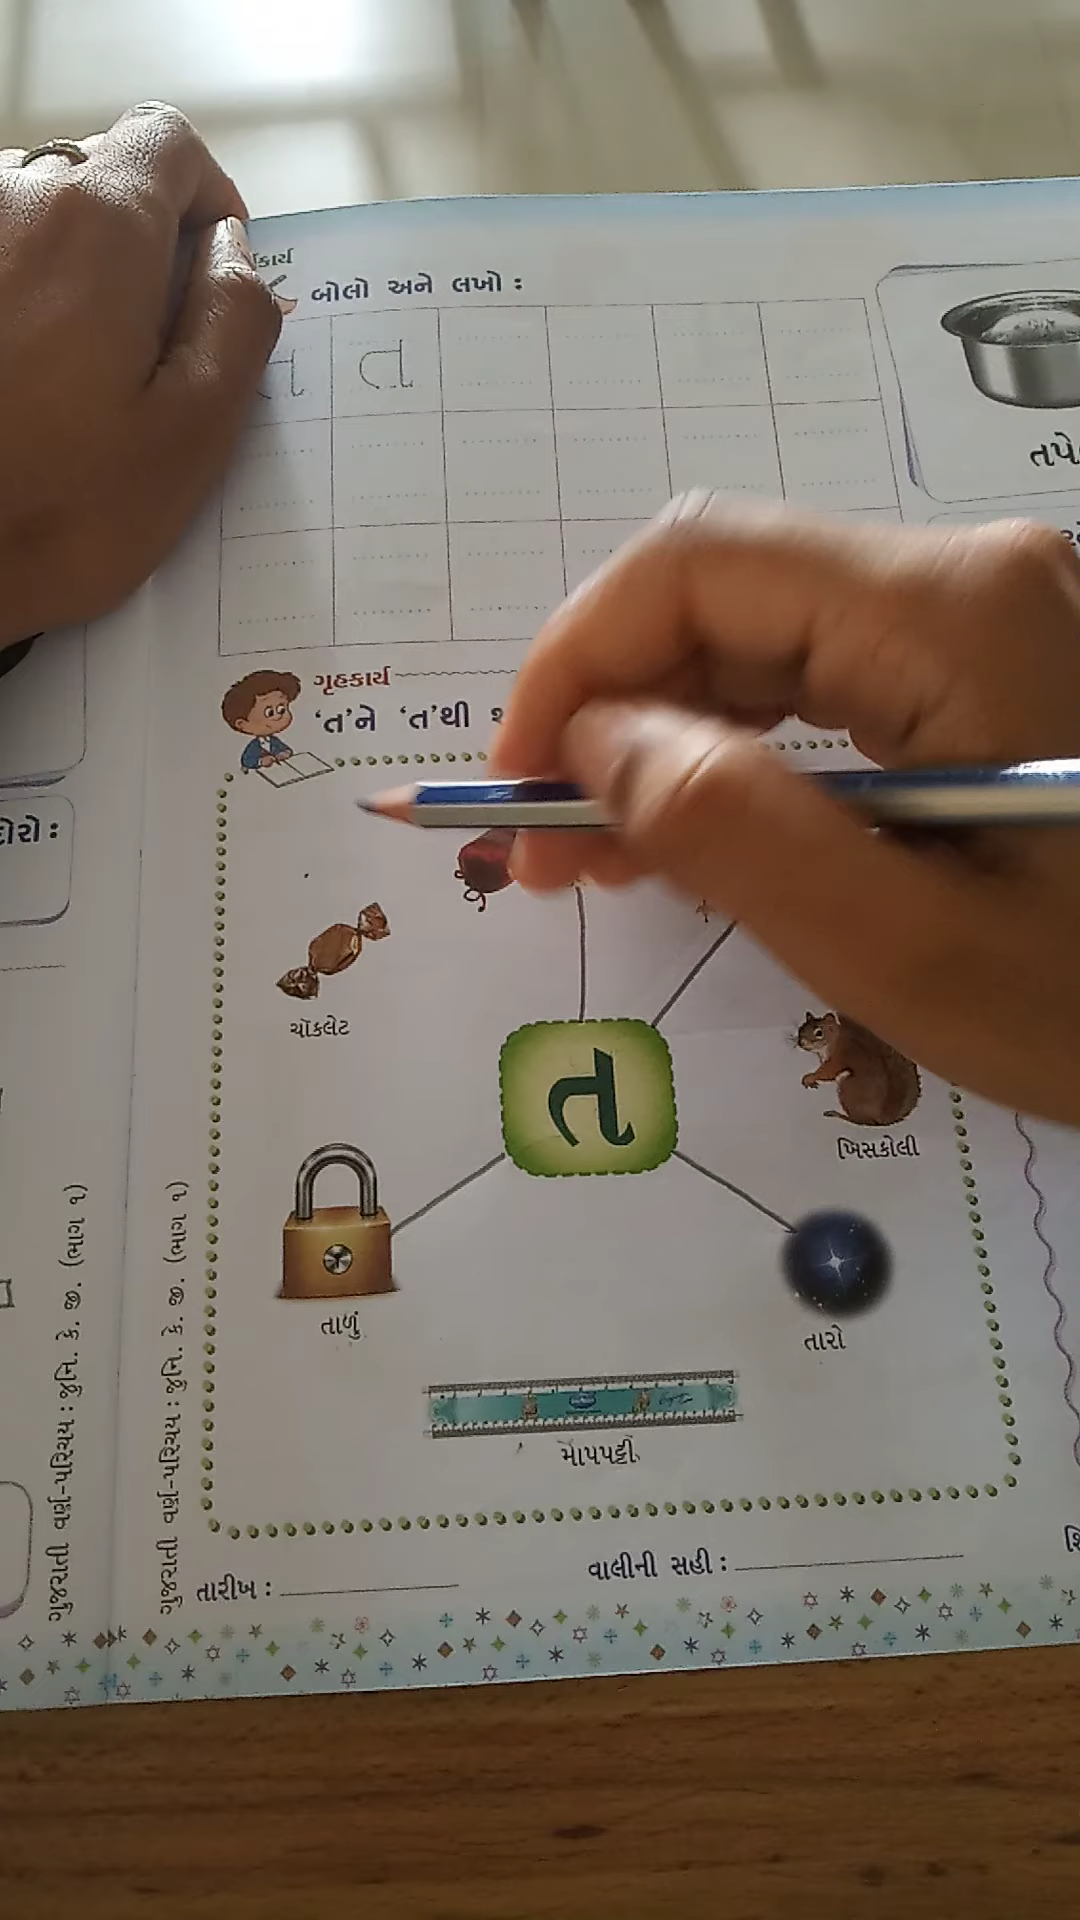 બોલો અને લખો :
ત
તપે
ગૃહકાર્ય
‘ત’ને ‘ત’થી
ચૉકલેટ
ત
ખિસકોલી
તાળું
તારો
માપપટ્ટી
તારીખ :
વાલીની સહી :
ગુજરાતી વર્ણ-પરિચય : જુનિ. કે. જી. (ભાગ ૧)
ગુજરાતી વર્ણ-પરિચય : જુનિ. કે. જી. (ભાગ ૧)